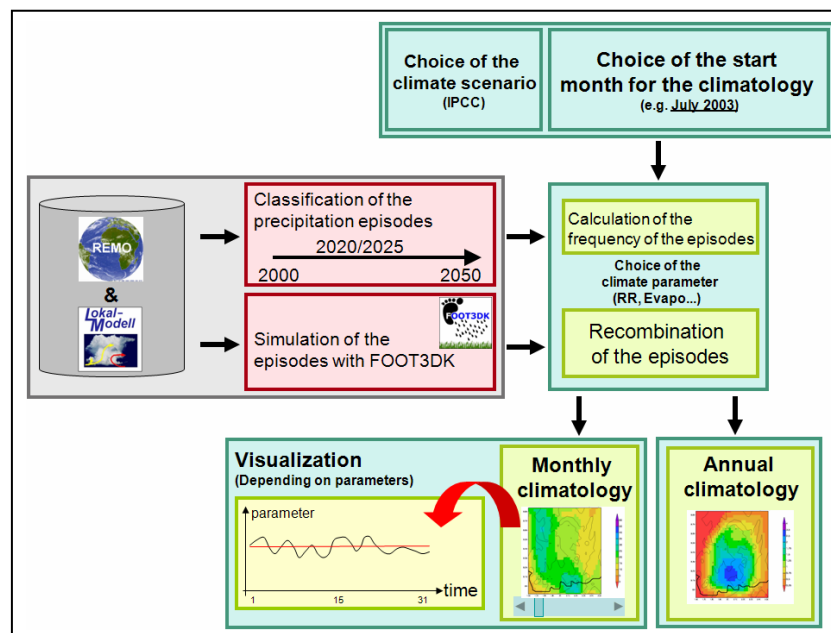 Choice of the
climate scenario
(IPCC)
Choice of the start
month for the climatology
(e.g. July 2003)
REMO
&
LOKAL-
MODELL
Classification of the
precipitation episodes
2020/2025
2000
2050
Simulation of the
episodes with FOOT3DK
FOOT3DK
Calculation of the
frequency of the episodes
Choice of the
climate parameter
(RR, Evapo...)
Recombination
of the episodes
Visualization
(Depending on parameters)
parameter
time
1
15
31
Monthly
climatology
Annual
climatology